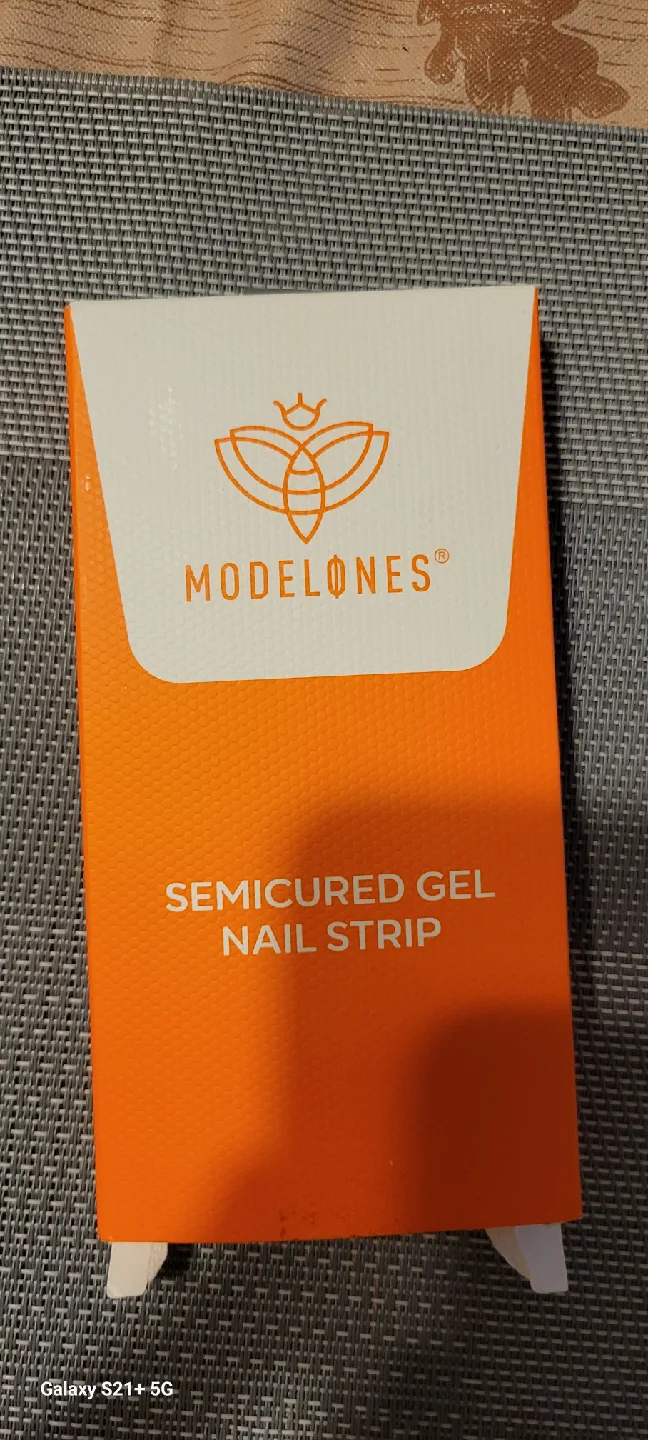 MODELONES®
SEMICURED GEL
NAIL STRIP
Galaxy S21+ 5G